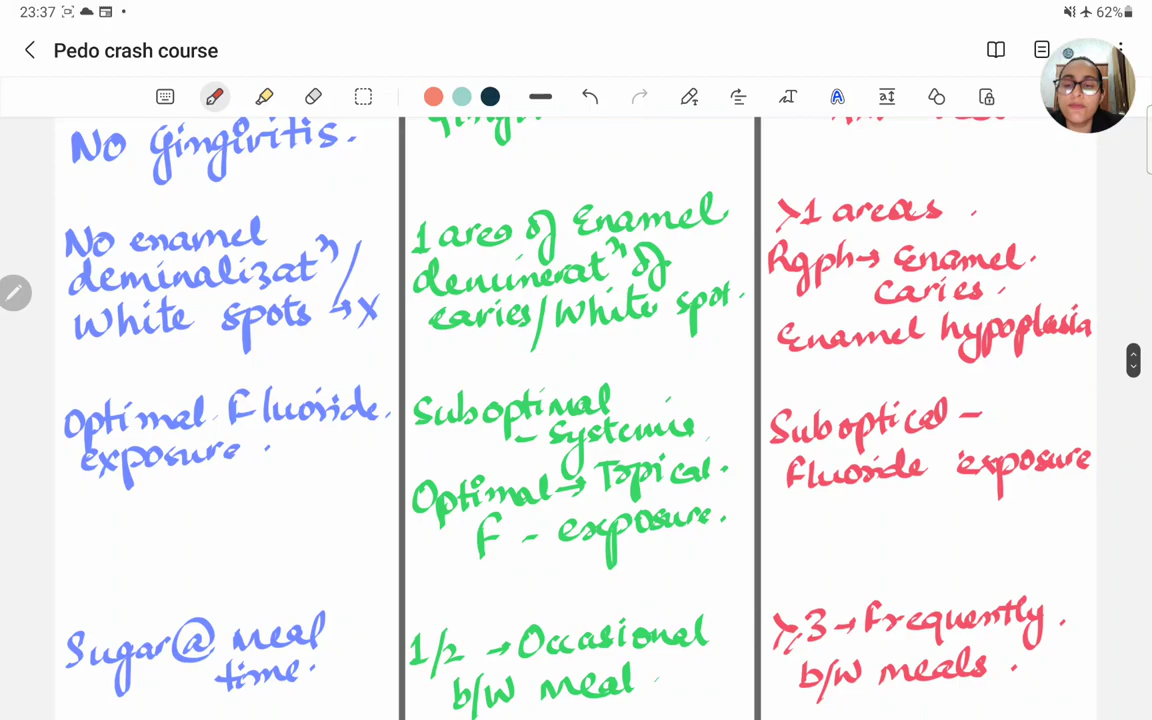 23:37
62%
Pedo crash course
No Gingivitis.
No enamel
deminalizatⁿ/
White spots → x
Optimal Fluoride
exposure.
Sugar @ meal
time.
1 area of Enamel
demineratⁿ of
caries/White spot.
Suboptimal
- Systemic
Optimal → Topical.
F - exposure.
1/2 → Occasional
b/w meal
>1 areas.
Rgph → Enamel.
caries.
Enamel hypoplasia
Suboptical -
Fluoside exposure
≥3 → Frequently
b/w meals.